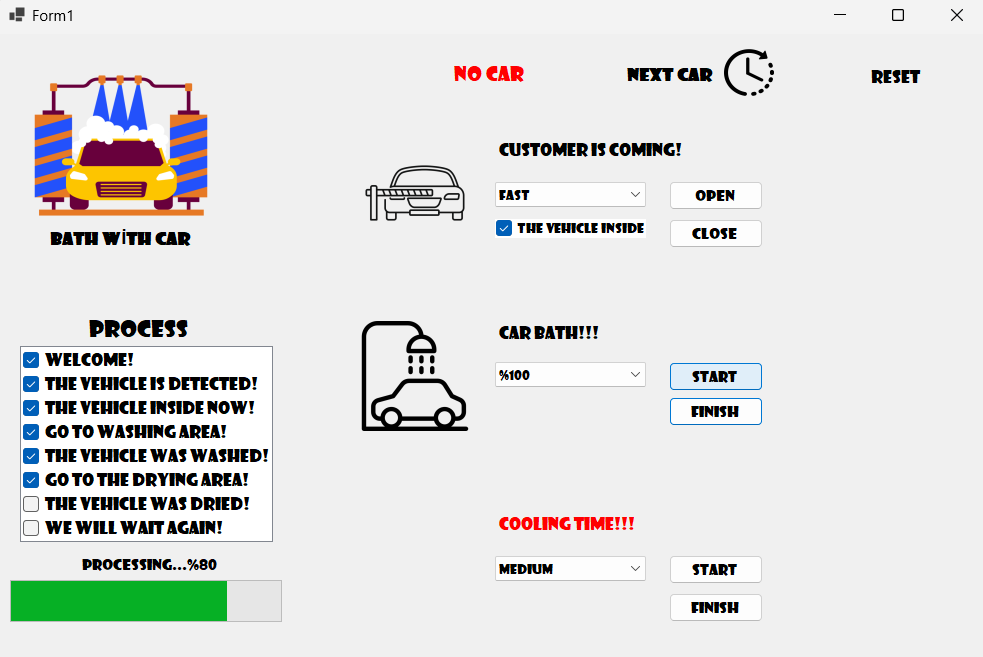 Form1
NO CAR
NEXT CAR
RESET
BATH WİTH CAR
CUSTOMER IS COMING!
FAST
OPEN
THE VEHICLE INSIDE
CLOSE
PROCESS
WELCOME!
THE VEHICLE IS DETECTED!
THE VEHICLE INSIDE NOW!
GO TO WASHING AREA!
THE VEHICLE WAS WASHED!
GO TO THE DRYING AREA!
THE VEHICLE WAS DRIED!
WE WILL WAIT AGAIN!
PROCESSING...%80
CAR BATH!!!
%100
START
FINISH
COOLING TIME!!!
MEDIUM
START
FINISH